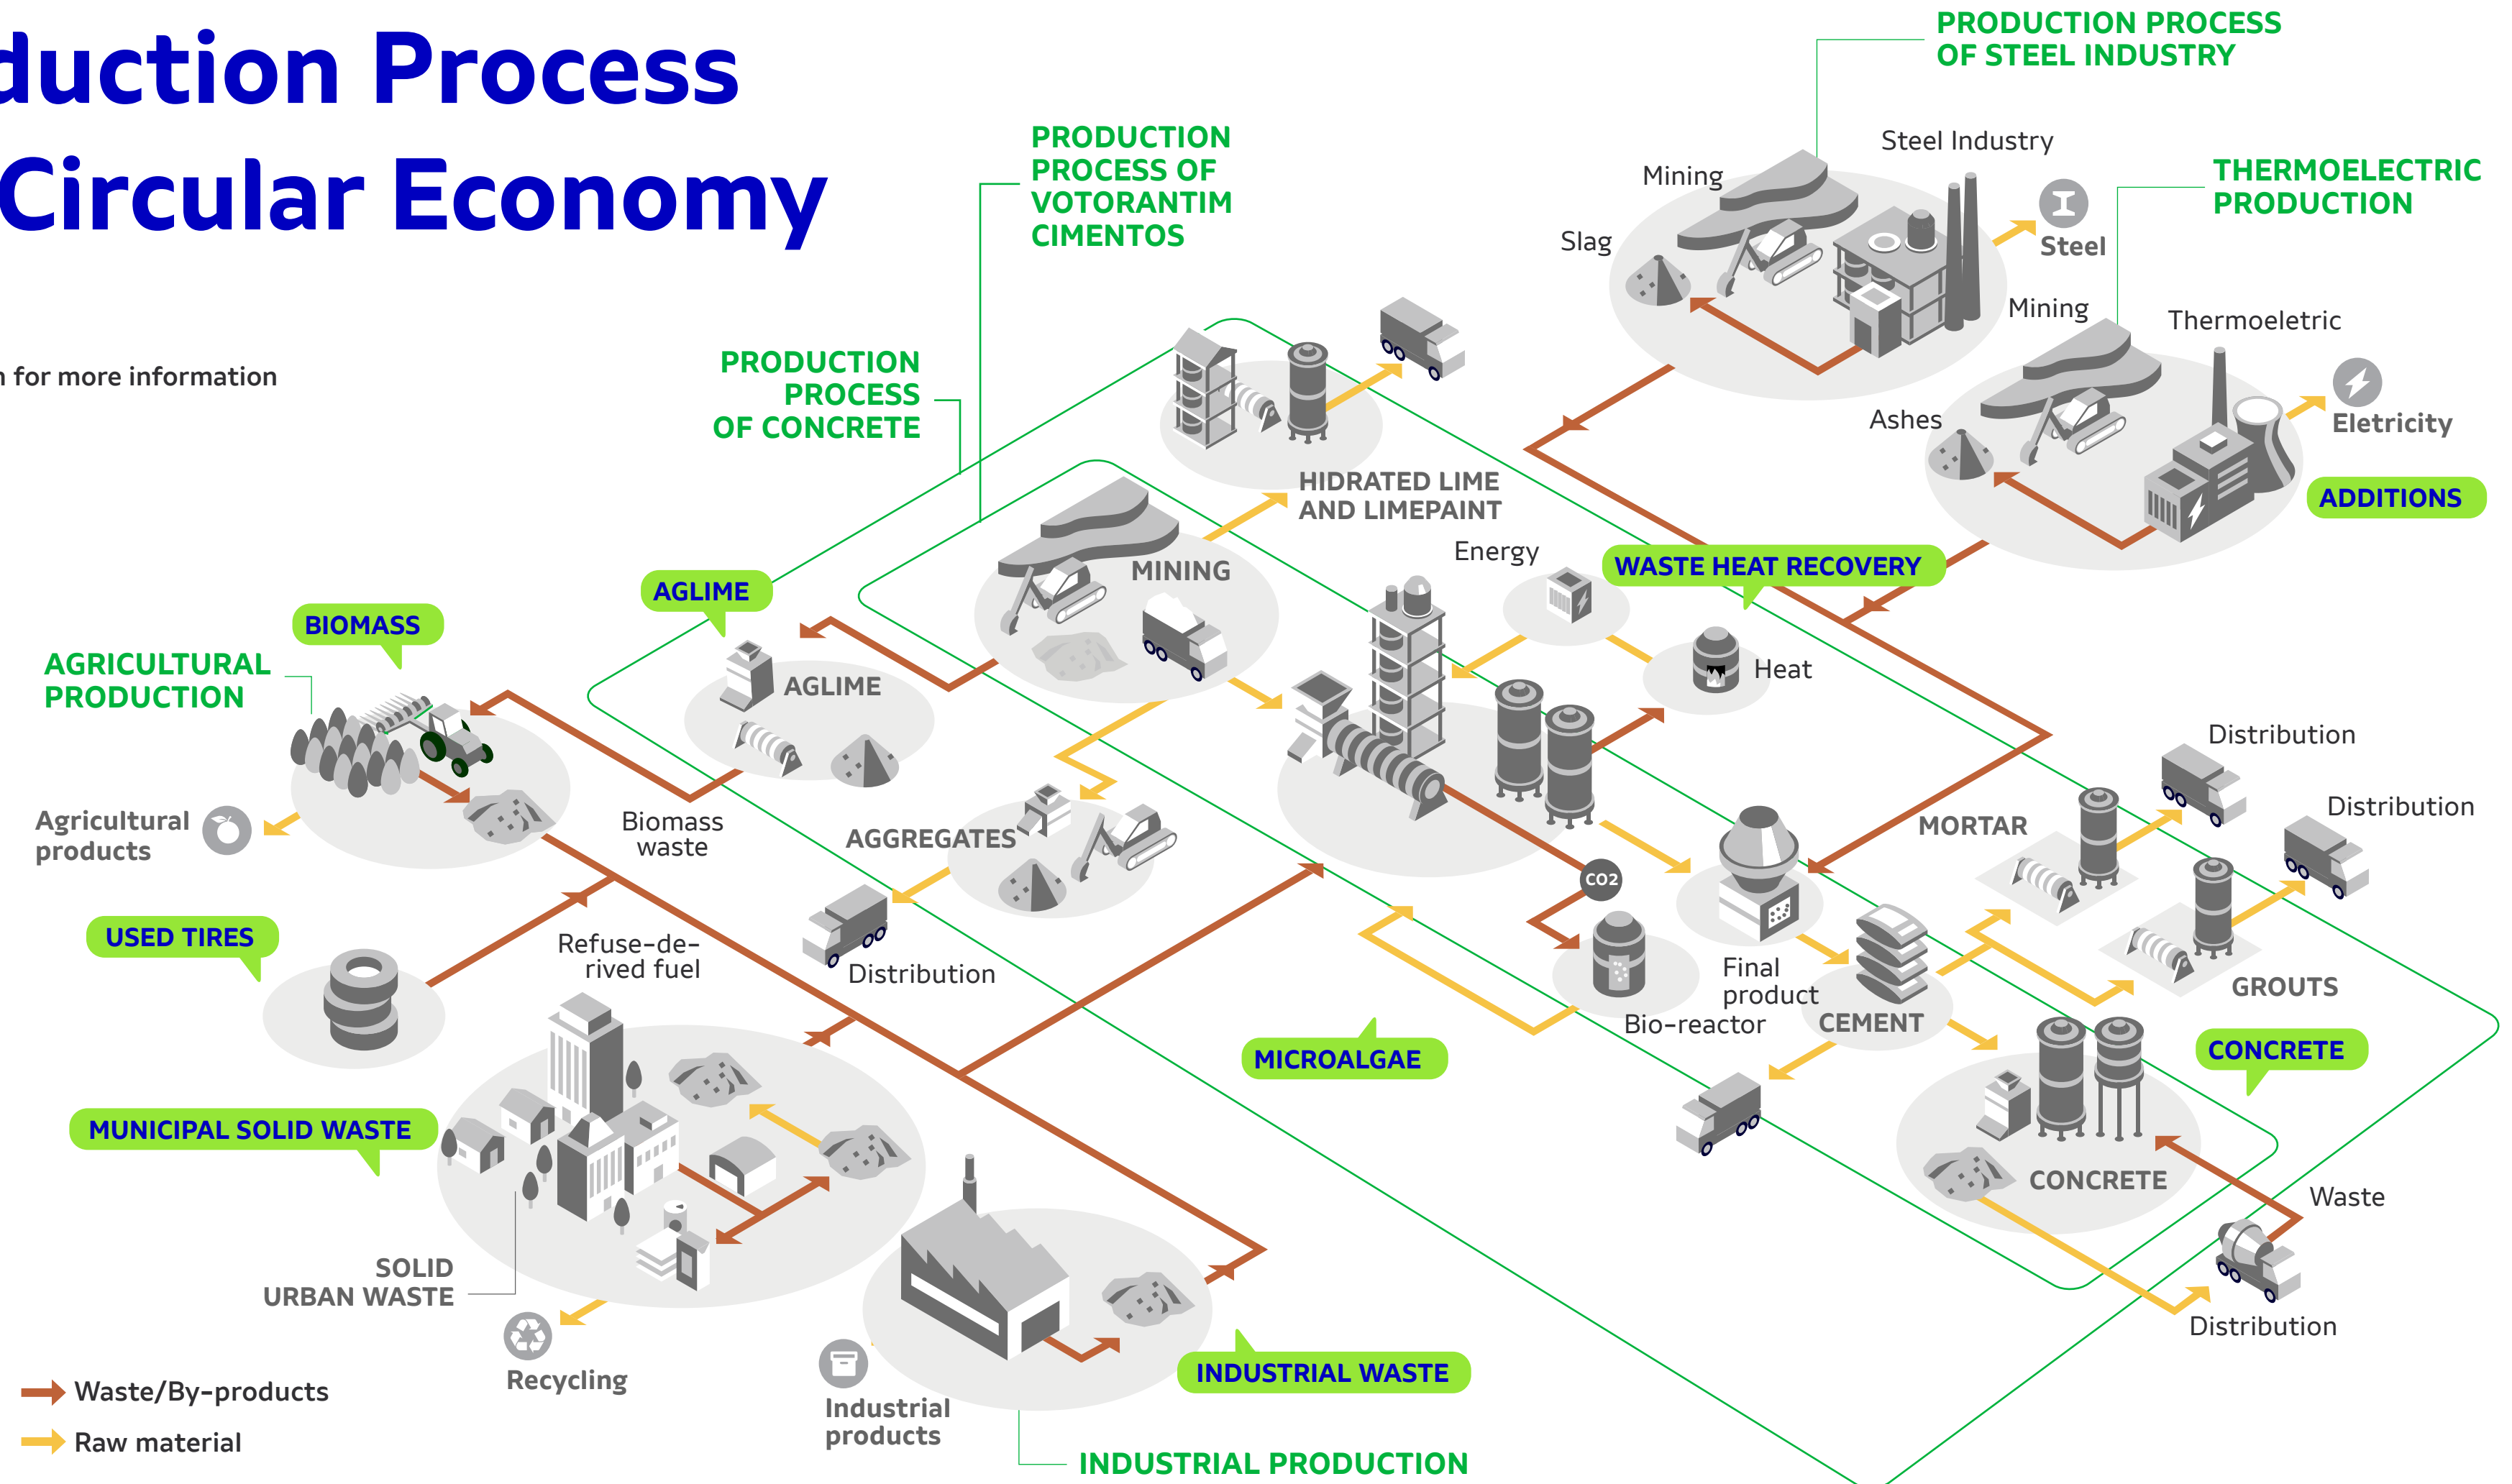 duction Process
Circular Economy
n for more information
PRODUCTION PROCESS
OF STEEL INDUSTRY
PRODUCTION
PROCESS OF
VOTORANTIM
CIMENTOS
Steel Industry
Mining
THERMOELECTRIC
PRODUCTION
Slag
Steel
Mining
Thermoeletric
PRODUCTION
PROCESS
OF CONCRETE
Ashes
Eletricity
HIDRATED LIME
AND LIMEPAINT
ADDITIONS
Energy
WASTE HEAT RECOVERY
MINING
AGLIME
BIOMASS
AGRICULTURAL
PRODUCTION
AGLIME
Heat
Distribution
Distribution
Agricultural
products
Biomass
waste
AGGREGATES
MORTAR
CO2
USED TIRES
Refuse-de-
rived fuel
Distribution
Final
product
GROUTS
Bio-reactor
CEMENT
MICROALGAE
CONCRETE
MUNICIPAL SOLID WASTE
CONCRETE
Waste
SOLID
URBAN WASTE
Distribution
Recycling
INDUSTRIAL WASTE
Waste/By-products
Industrial
products
Raw material
INDUSTRIAL PRODUCTION